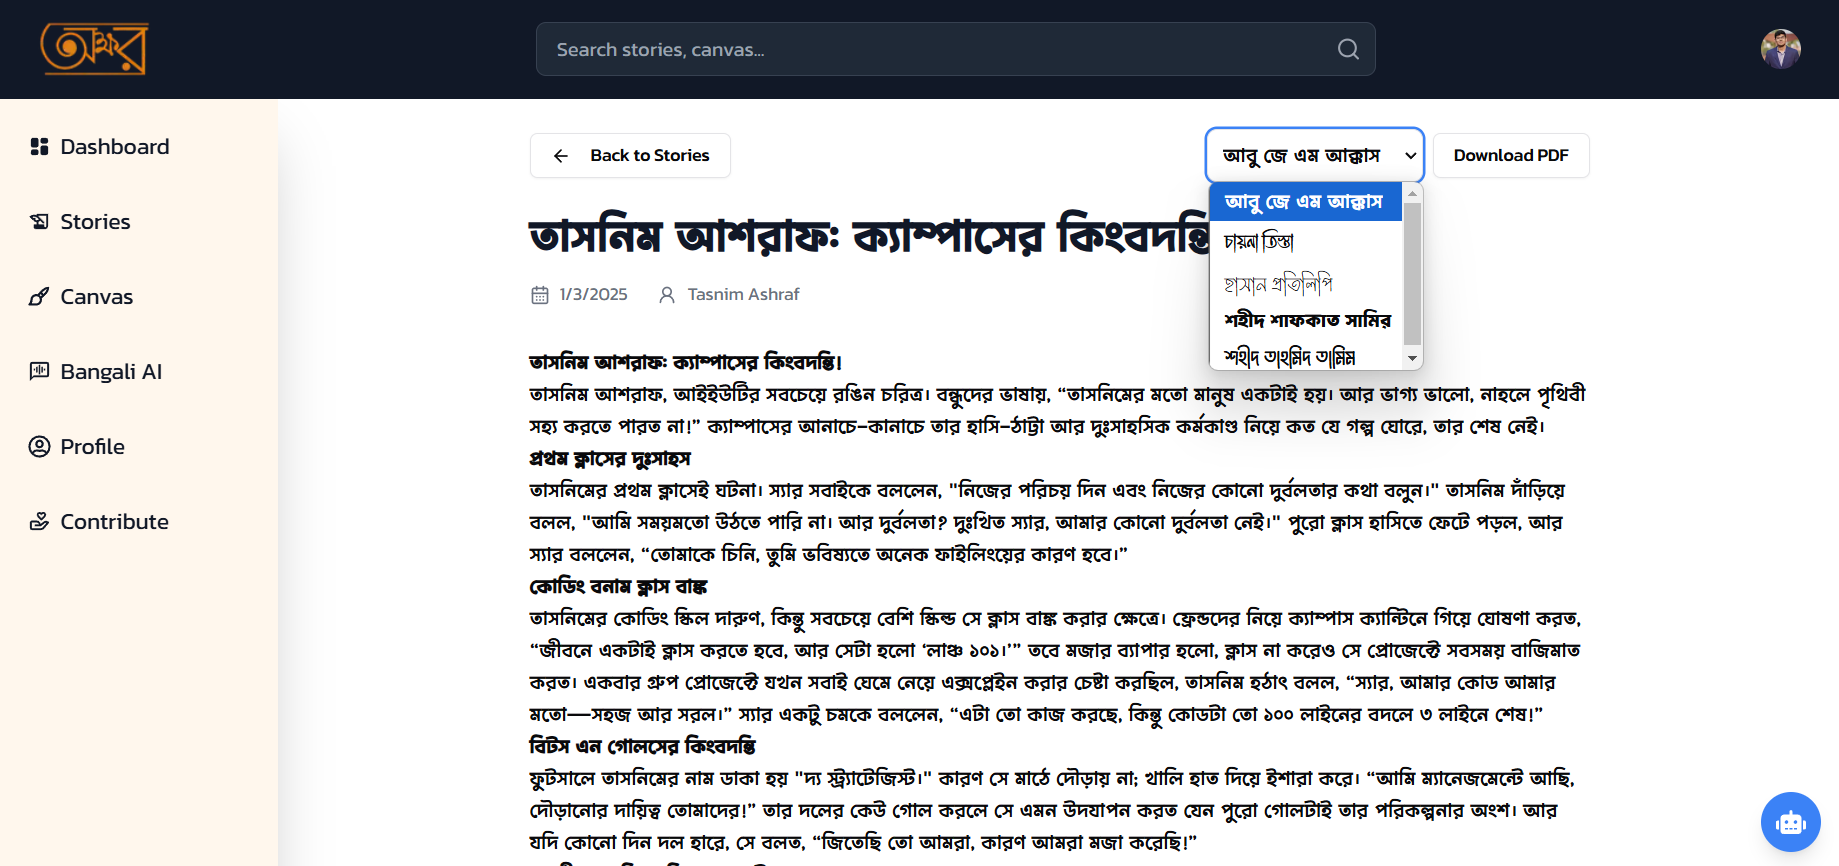 অক্ষর
Search stories, canvas...
Dashboard
Stories
Canvas
Bangali AI
Profile
Contribute
Back to Stories
আবু জে এম আক্কাস
Download PDF
আবু জে এম আক্কাস
চায়না তিস্তা
হাসান প্রতিলিপি
শহীদ শাফকাত সামির
শহীদ তাহমিদ তামিম
তাসনিম আশরাফ: ক্যাম্পাসের কিংবদন্তি
1/3/2025
Tasnim Ashraf
তাসনিম আশরাফ: ক্যাম্পাসের কিংবদন্তি!
তাসনিম আশরাফ, আইইউটির সবচেয়ে রঙিন চরিত্র। বন্ধুদের ভাষায়, “তাসনিমের মতো মানুষ একটাই হয়। আর ভাগ্য ভালো, নাহলে পৃথিবী
সহ্য করতে পারত না!” ক্যাম্পাসের আনাচে-কানাচে তার হাসি-ঠাট্টা আর দুঃসাহসিক কর্মকাণ্ড নিয়ে কত যে গল্প ঘোরে, তার শেষ নেই।
প্রথম ক্লাসের দুঃসাহস
তাসনিমের প্রথম ক্লাসেই ঘটনা। স্যার সবাইকে বললেন, "নিজের পরিচয় দিন এবং নিজের কোনো দুর্বলতার কথা বলুন।" তাসনিম দাঁড়িয়ে
বলল, "আমি সময়মতো উঠতে পারি না। আর দুর্বলতা? দুঃখিত স্যার, আমার কোনো দুর্বলতা নেই।" পুরো ক্লাস হাসিতে ফেটে পড়ল, আর
স্যার বললেন, “তোমাকে চিনি, তুমি ভবিষ্যতে অনেক ফাইলিংয়ের কারণ হবে।”
কোডিং বনাম ক্লাস বাঙ্ক
তাসনিমের কোডিং স্কিল দারুণ, কিন্তু সবচেয়ে বেশি স্কিল্ড সে ক্লাস বাঙ্ক করার ক্ষেত্রে। ফ্রেন্ডদের নিয়ে ক্যাম্পাস ক্যান্টিনে গিয়ে ঘোষণা করত,
“জীবনে একটাই ক্লাস করতে হবে, আর সেটা হলো ‘লাঞ্চ ১০১।’” তবে মজার ব্যাপার হলো, ক্লাস না করেও সে প্রোজেক্টে সবসময় বাজিমাত
করত। একবার গ্রুপ প্রোজেক্টে যখন সবাই ঘেমে নেয়ে এক্সপ্লেইন করার চেষ্টা করছিল, তাসনিম হঠাৎ বলল, “স্যার, আমার কোড আমার
মতো—সহজ আর সরল।” স্যার একটু চমকে বললেন, “এটা তো কাজ করছে, কিন্তু কোডটা তো ১০০ লাইনের বদলে ৩ লাইনে শেষ!”
বিটস এন গোলসের কিংবদন্তি
ফুটসালে তাসনিমের নাম ডাকা হয় "দ্য স্ট্র্যাটেজিস্ট।" কারণ সে মাঠে দৌড়ায় না; খালি হাত দিয়ে ইশারা করে। “আমি ম্যানেজমেন্টে আছি,
দৌড়ানোর দায়িত্ব তোমাদের!” তার দলের কেউ গোল করলে সে এমন উদযাপন করত যেন পুরো গোলটাই তার পরিকল্পনার অংশ। আর
যদি কোনো দিন দল হারে, সে বলত, “জিতেছি তো আমরা, কারণ আমরা মজা করেছি!”